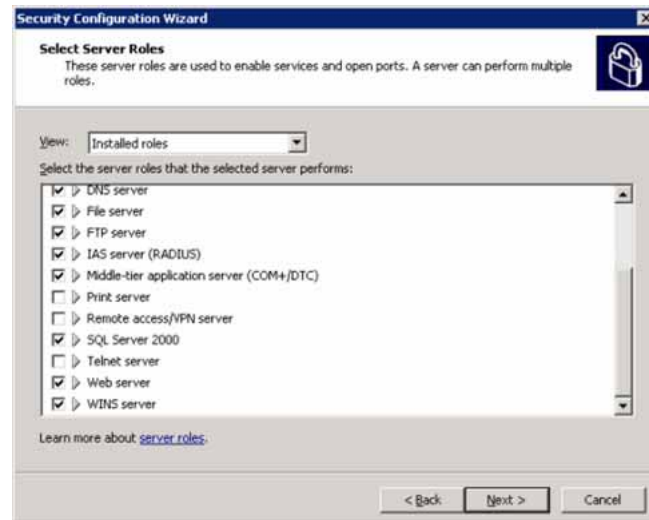 Security Configuration Wizard
Select Server Roles
These server roles are used to enable services and open ports. A server can perform multiple
roles.
View: Installed roles
Select the server roles that the selected server performs:
DNS server
File server
FTP server
IAS server (RADIUS)
Middle-tier application server (COM+/DTC)
Print server
Remote access/VPN server
SQL Server 2000
Telnet server
Web server
WINS server
Learn more about server roles.
< Back Next > Cancel